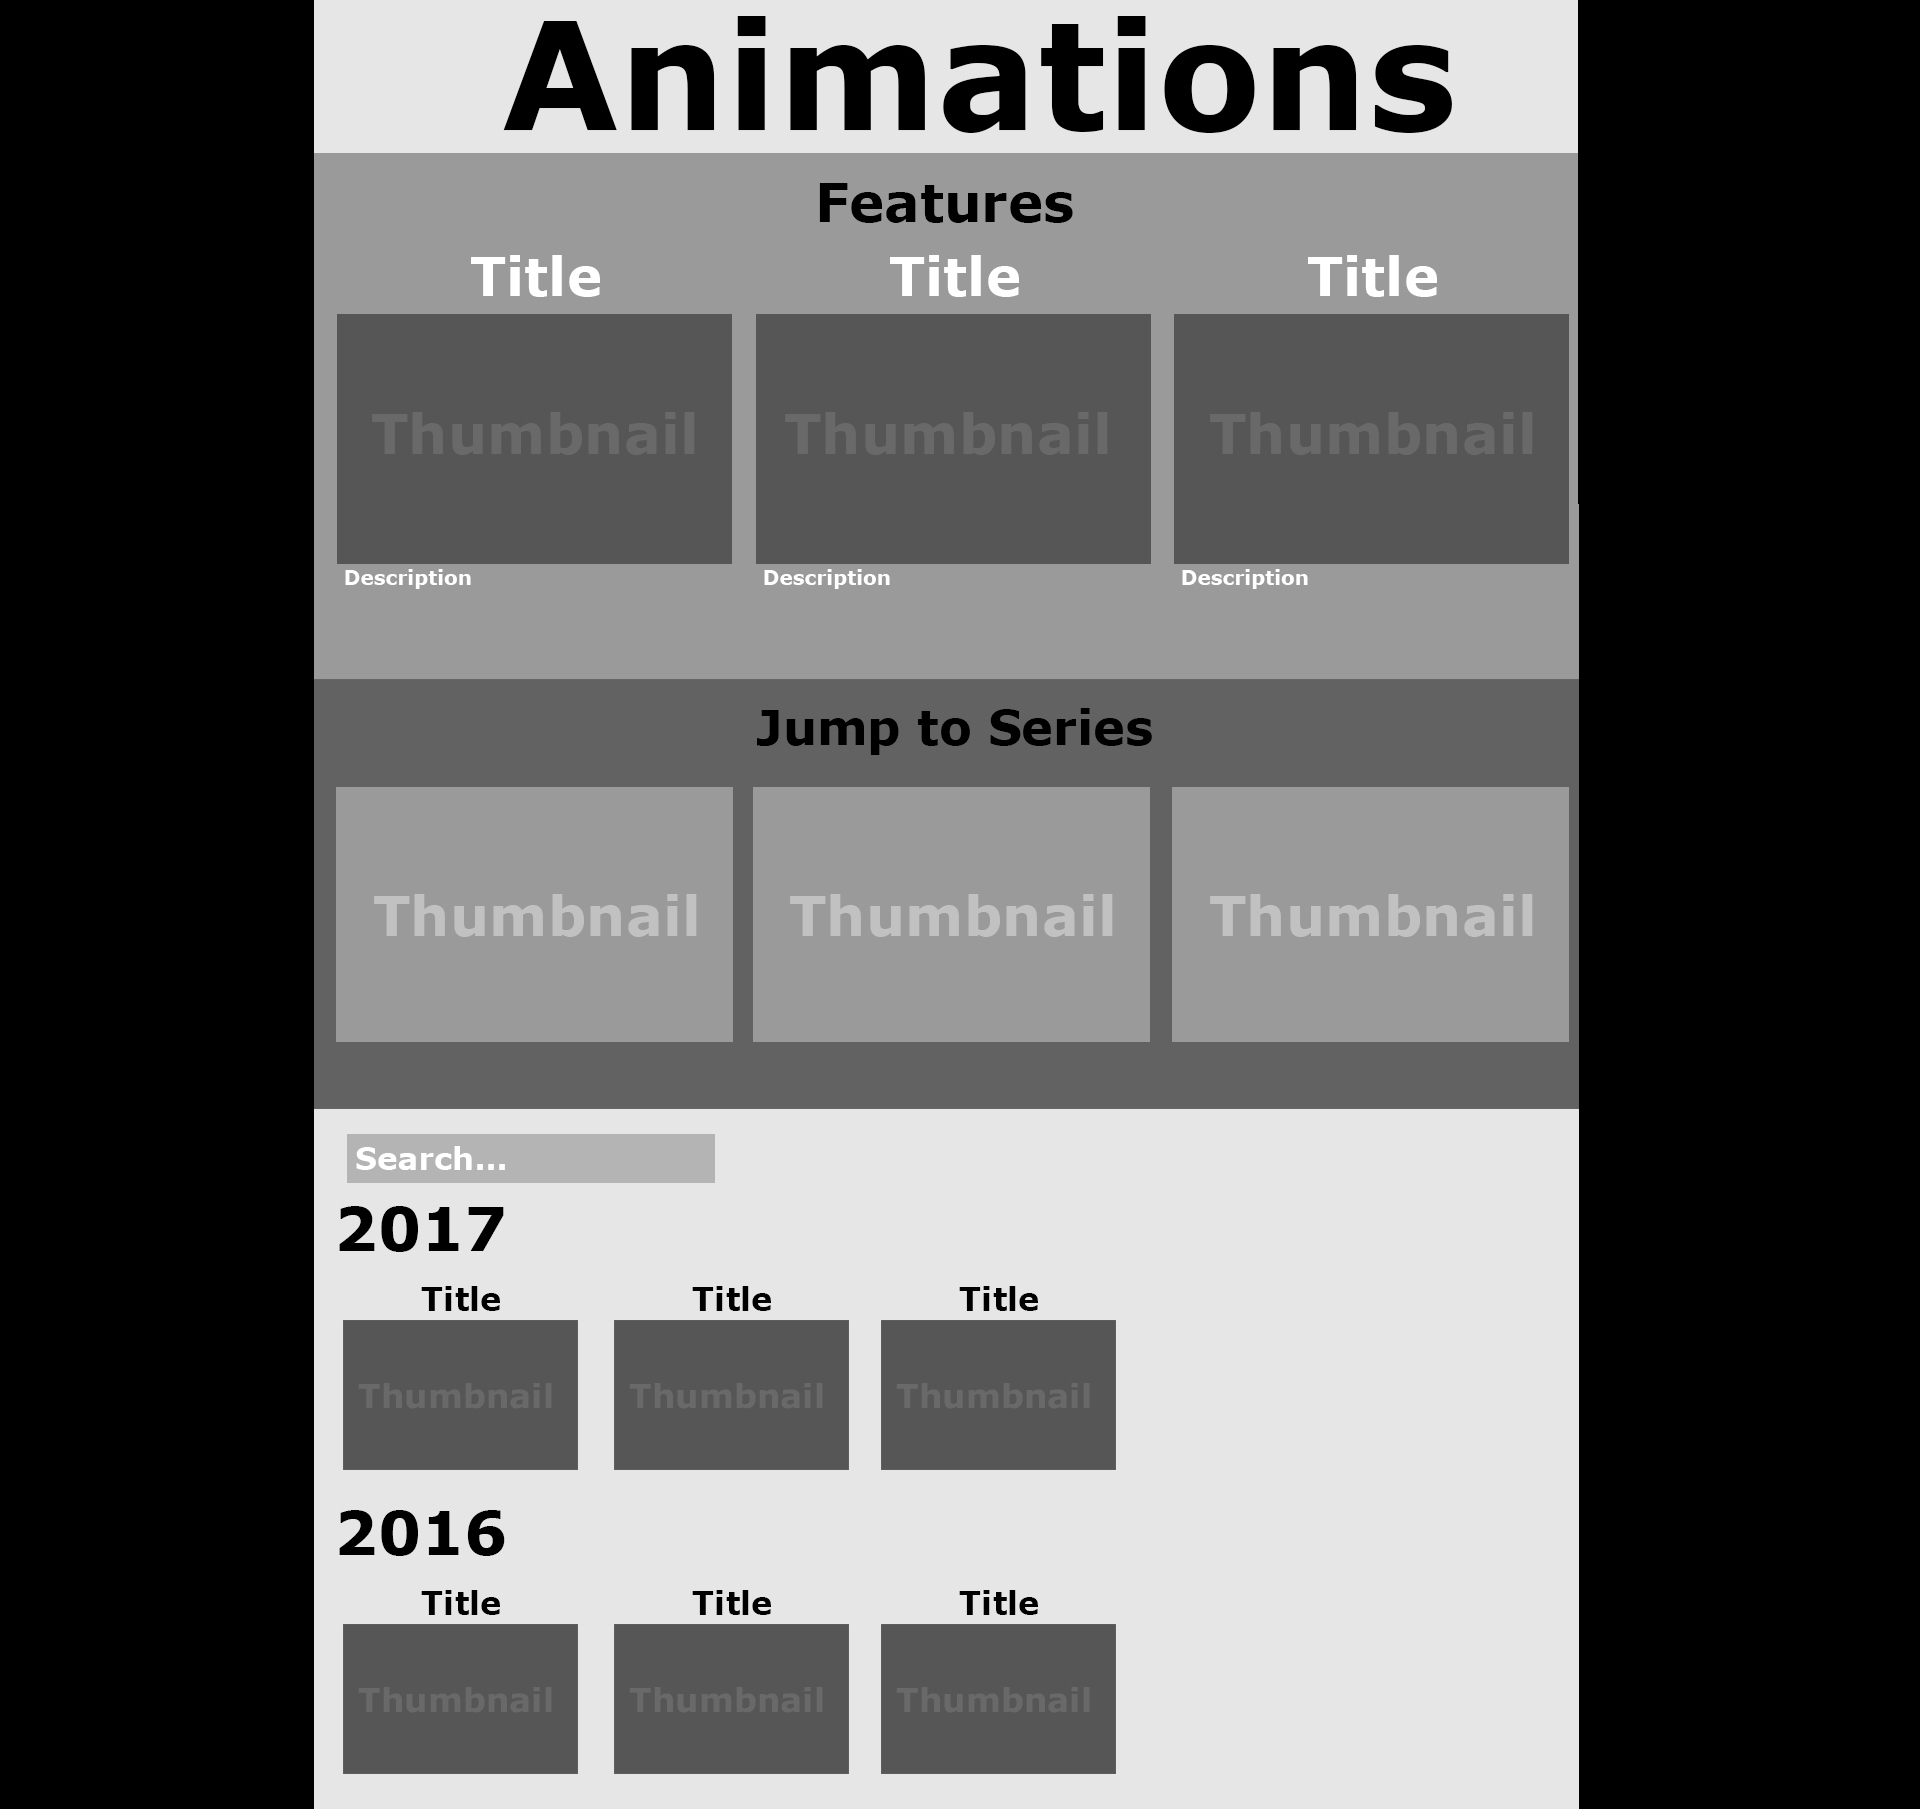 Animations
Features
Title Title Title
Thumbnail Thumbnail Thumbnail
Description Description Description
Jump to Series
Thumbnail Thumbnail Thumbnail
Search...
2017
Title Title Title
Thumbnail Thumbnail Thumbnail
2016
Title Title Title
Thumbnail Thumbnail Thumbnail